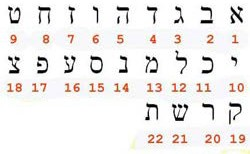 א ב ג ד ה ו ז ח ט
1 2 3 4 5 6 7 8 9
י כ ל מ נ ס ע פ צ
10 11 12 13 14 15 16 17 18
ק ר ש ת
19 20 21 22